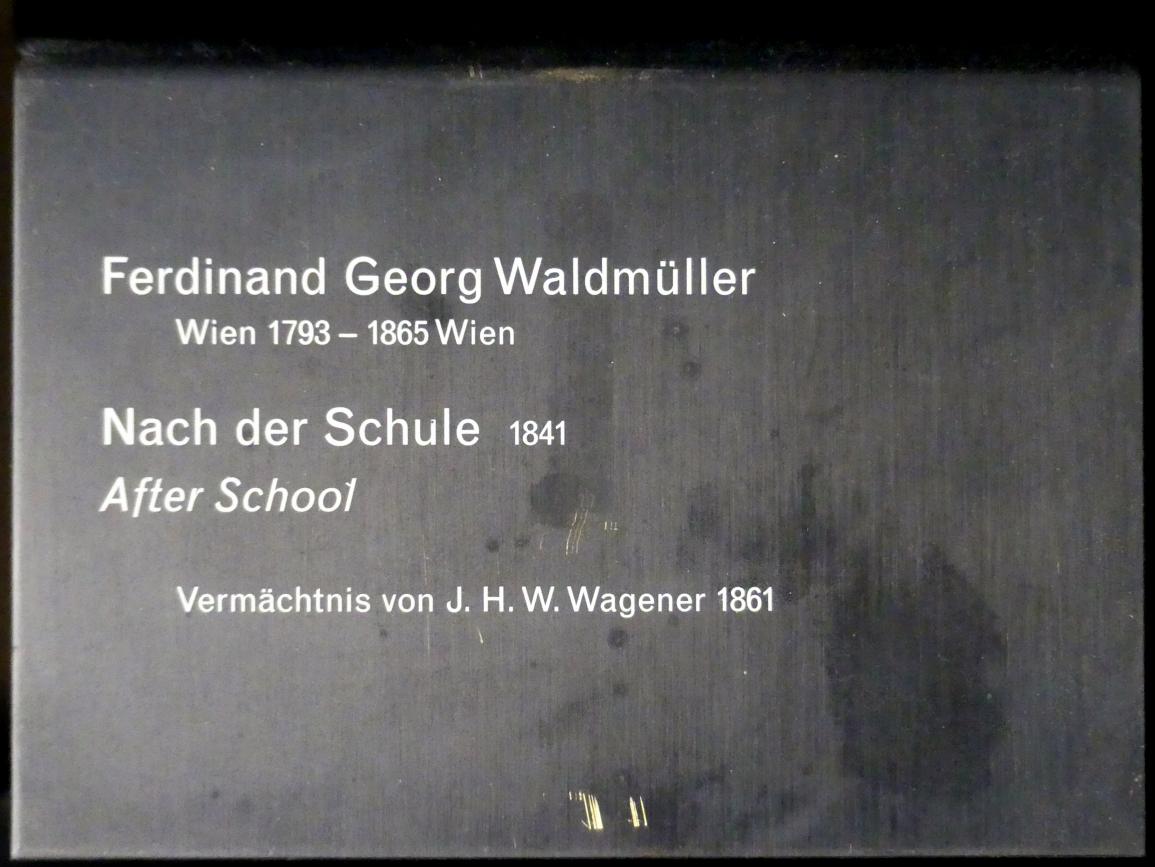 Ferdinand Georg Waldmüller
Wien 1793 – 1865 Wien
Nach der Schule 1841
After School
Vermächtnis von J. H. W. Wagener 1861